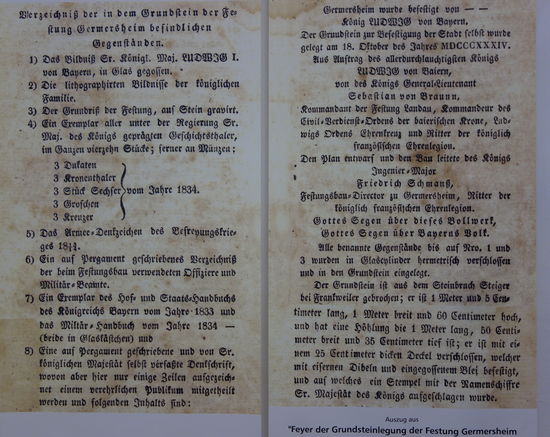 Verzeichniß der in dem Grundstein der Fe-
stung Germersheim befindlichen
Gegenständen.
1) Das Bildniß Sr. Königl. Maj. LUDWIG I.
von Bayern, in Glas gegossen.
2) Die lithographirten Bildnisse der königlichen
Familie.
3) Der Grundriß der Festung, auf Stein gravirt.
4) Ein Exemplar aller unter der Regierung Sr.
Maj. des Königs geprägten Geschichtsthaler,
im Ganzen vierzehn Stücke; ferner an Münzen:
3 Dukaten
3 Kronenthaler
3 Stück Sechser vom Jahre 1834.
3 Groschen
3 Kreuzer
5) Das Armee-Denkzeichen des Befreyungskrie-
ges
6) Ein auf Pergament geschriebenes Verzeichniß
der beim Festungsbau verwendeten Offiziere und
Militär-Beamte.
7) Ein Exemplar des Hof- und Staats-Handbuchs
des Königreichs Bayern vom Jahre 1833 und
das Militär-Handbuch vom Jahre 1834 —
(beide in Glaskästchen) und
8) Eine auf Pergament geschriebene und von Sr.
königlichen Majestät selbst verfaßte Denkschrift,
wovon aber hier nur einige Zeilen aufgezeich-
net einem verehrlichen Publikum mitgetheilt
werden und folgenden Inhalts sind:
Germersheim wurde befestigt von — —
König LUDWIG von Bayern,
Der Grundstein zur Befestigung der Stadt selbst wurde
gelegt am 18. Oktober des Jahres MDCCCXXXIV.
Aus Auftrag des allerdurchlauchtigsten Königs
LUDWIG von Baiern,
von des Königs General-Lieutenant
Sebastian von Braunn,
Kommandant der Festung Landau, Kommandeur des
Civil-Verdienst-Ordens der baierischen Krone, Lud-
wigs Ordens Ehrenkreuz und Ritter der königlich
französischen Ehrenlegion.
Den Plan entwarf und den Bau leitete des Königs
Ingenier-Major
Friedrich Schmauß,
Festungsbau-Director zu Germersheim, Ritter der
königlich französischen Ehrenlegion.
Gottes Segen über dieses Bollwerk,
Gottes Segen über Bayerns Volk.
Alle benannte Gegenstände bis auf Nro. 1 und
3 wurden in Glascylinder hermetrisch verschlossen
und in den Grundstein eingelegt.
Der Grundstein ist aus dem Steinbruch Steiger
bei Frankweiler gebrochen; er ist 1 Meter und 5 Cen-
timeter lang, 1 Meter breit und 60 Centimeter hoch,
und hat eine Höhlung die 1 Meter lang, 50 Centi-
meter breit und 35 Centimeter tief ist; er ist mit ei-
nem 25 Centimeter dicken Deckel verschlossen, welcher
mit eisernen Dibeln und eingegossenem Blei befestigt,
und auf welches ein Stempel mit der Namenschiffre
Sr. Majestät des Königs aufgeschlagen wurde.
Auszug aus
"Feyer der Grundsteinlegung der Festung Germersheim